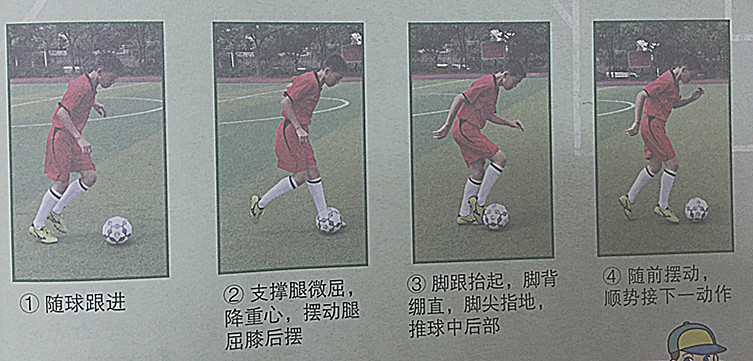 ① 随球跟进
② 支撑腿微屈，
降重心，摆动腿
屈膝后摆
③ 脚跟抬起，脚背
绷直，脚尖指地，
推球中后部
④ 随前摆动，
顺势接下一动作